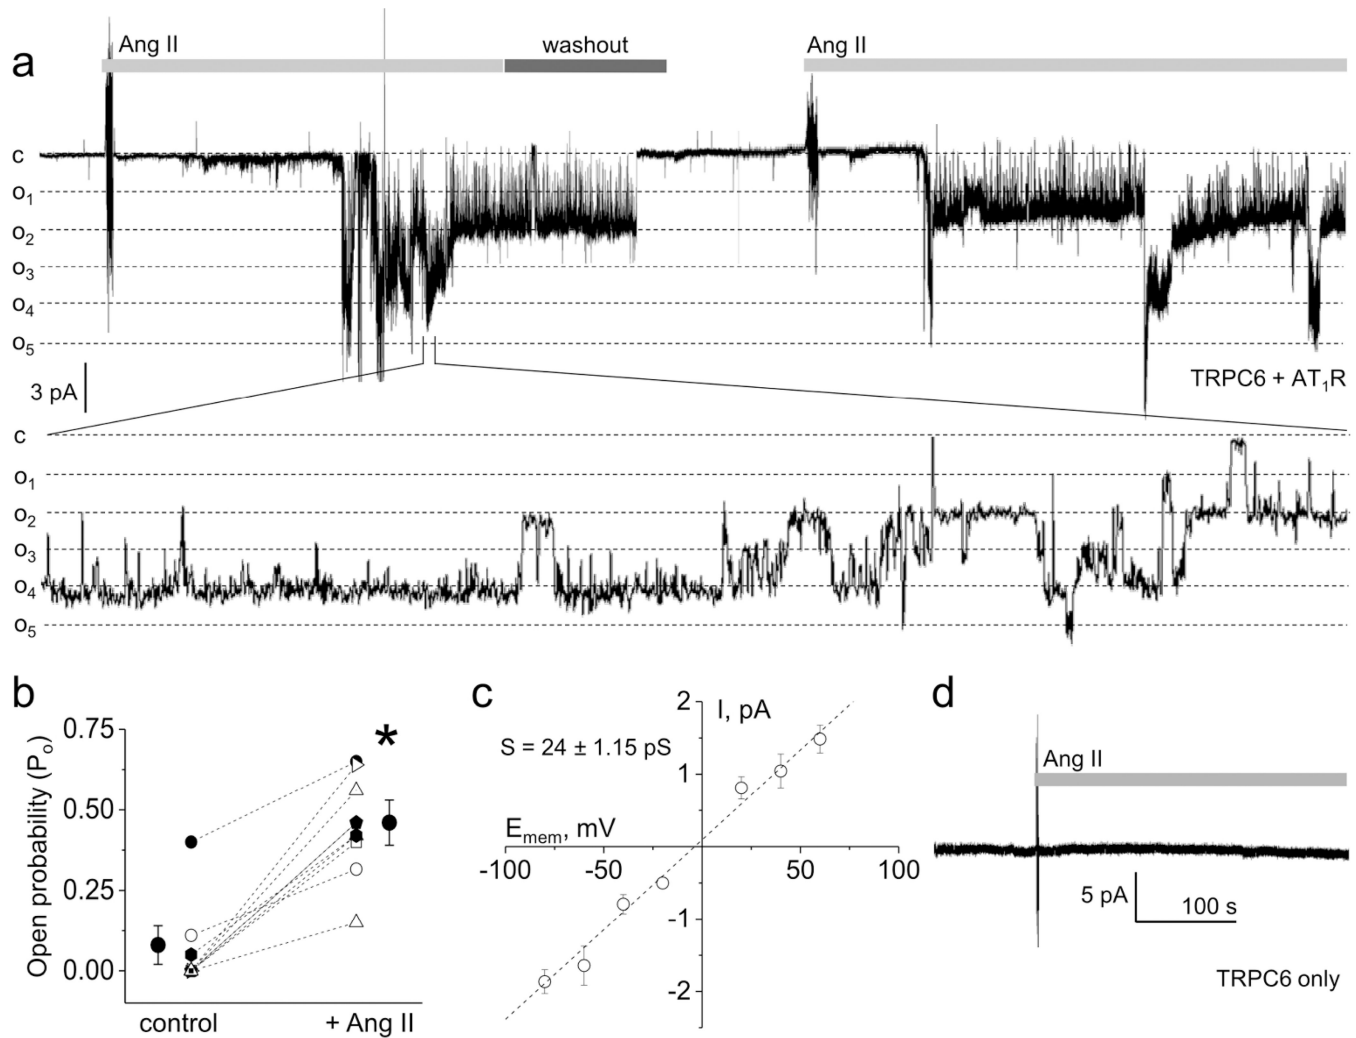 a
Ang II
washout
Ang II
c
o1
o2
o3
o4
o5
3 pA
TRPC6 + AT1R
c
o1
o2
o3
o4
o5
b
Open probability (Po)
0.75
0.50
0.25
0.00
*
control
+ Ang II
c
I, pA
S = 24 ± 1.15 pS
Emem, mV
2
1
-1
-2
-100
-50
50
100
d
Ang II
5 pA
100 s
TRPC6 only